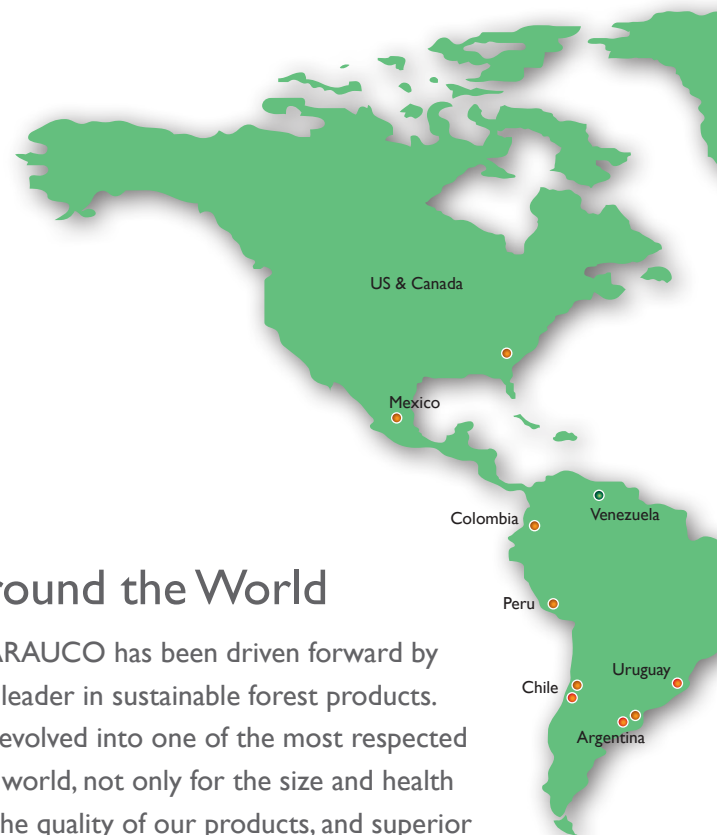 US & Canada
Mexico
Colombia
Venezuela
Peru
Uruguay
Chile
Argentina
round the World
ARAUCO has been driven forward by
leader in sustainable forest products.
evolved into one of the most respected
world, not only for the size and health
he quality of our products, and superior